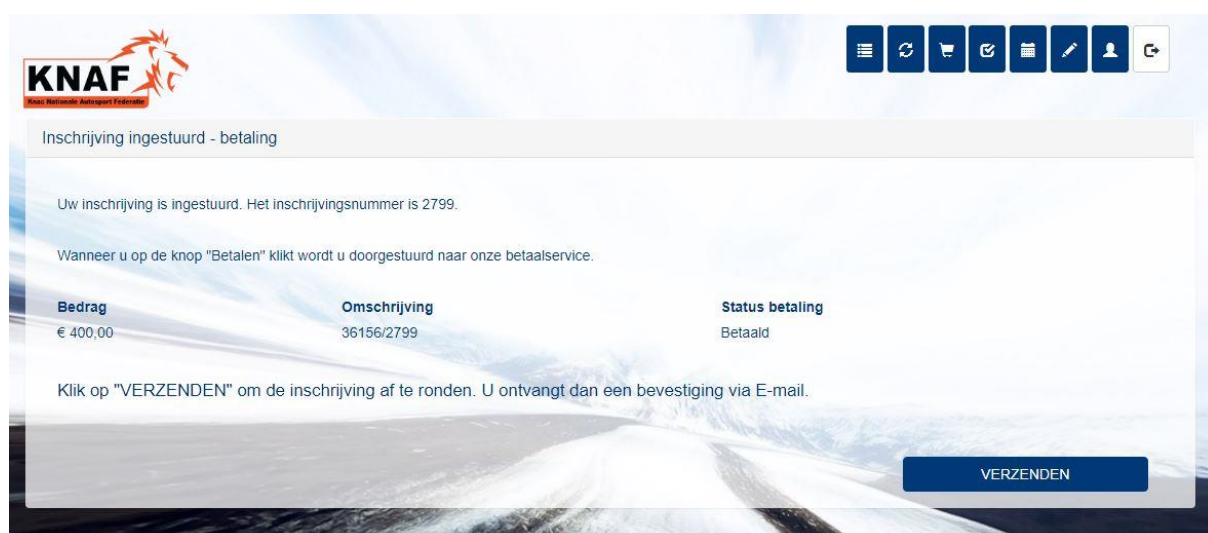 KNAF
Knac Nationale Autosport Federatie
Inschrijving ingestuurd - betaling
Uw inschrijving is ingestuurd. Het inschrijvingsnummer is 2799.
Wanneer u op de knop "Betalen" klikt wordt u doorgestuurd naar onze betaalservice.
Bedrag Omschrijving Status betaling
€ 400,00 36156/2799 Betaald
Klik op "VERZENDEN" om de inschrijving af te ronden. U ontvangt dan een bevestiging via E-mail.
VERZENDEN